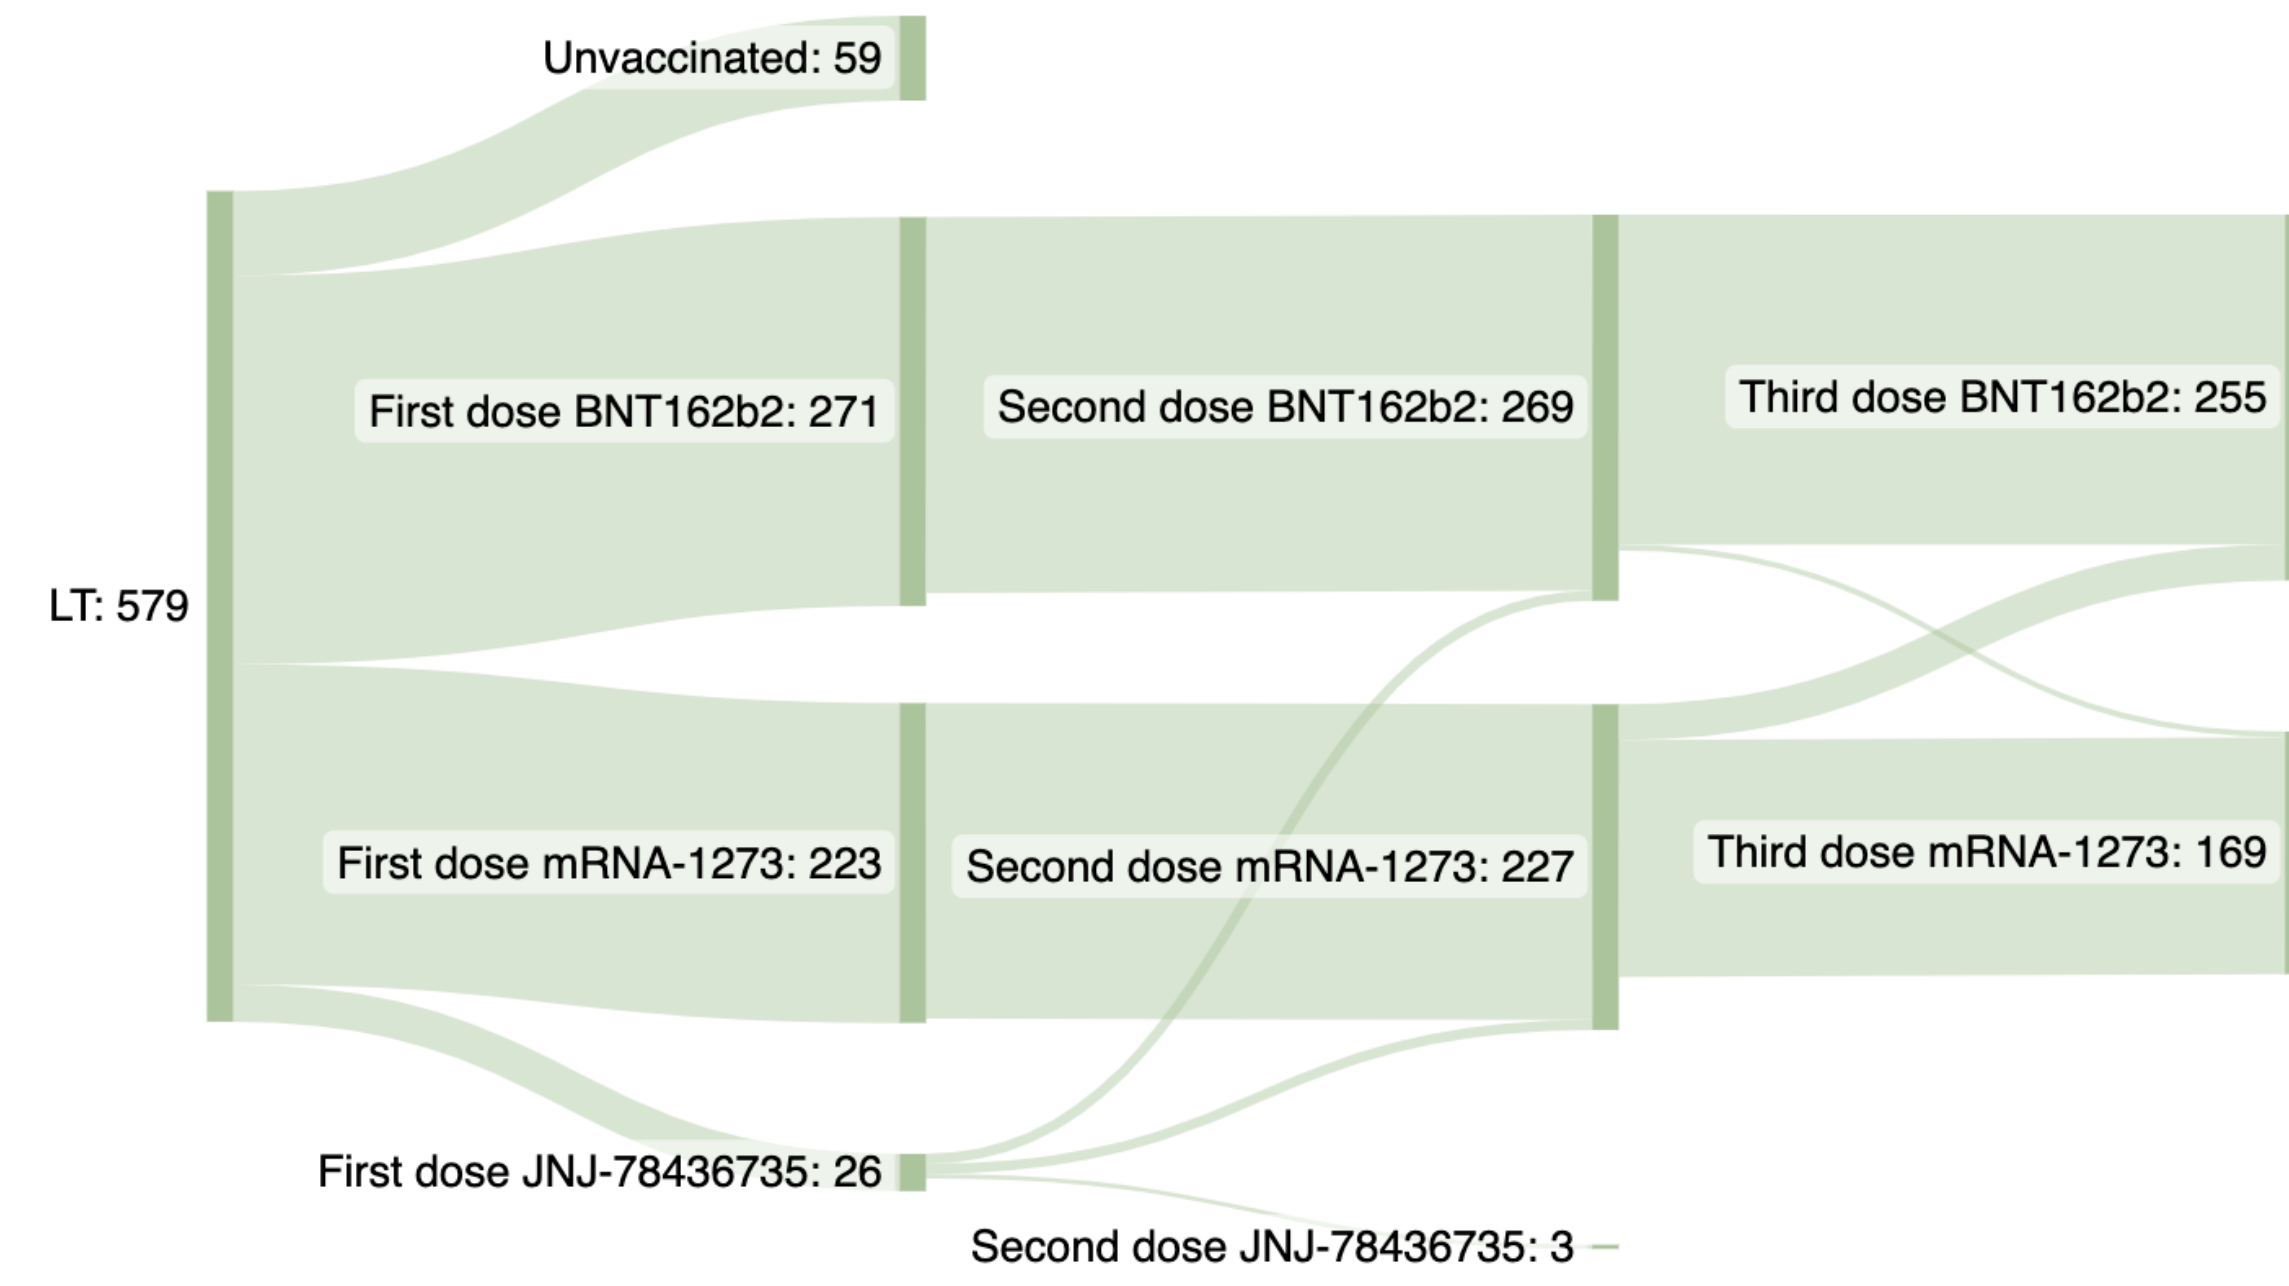 Unvaccinated: 59
First dose BNT162b2: 271
Second dose BNT162b2: 269
Third dose BNT162b2: 255
LT: 579
First dose mRNA-1273: 223
Second dose mRNA-1273: 227
Third dose mRNA-1273: 169
First dose JNJ-78436735: 26
Second dose JNJ-78436735: 3